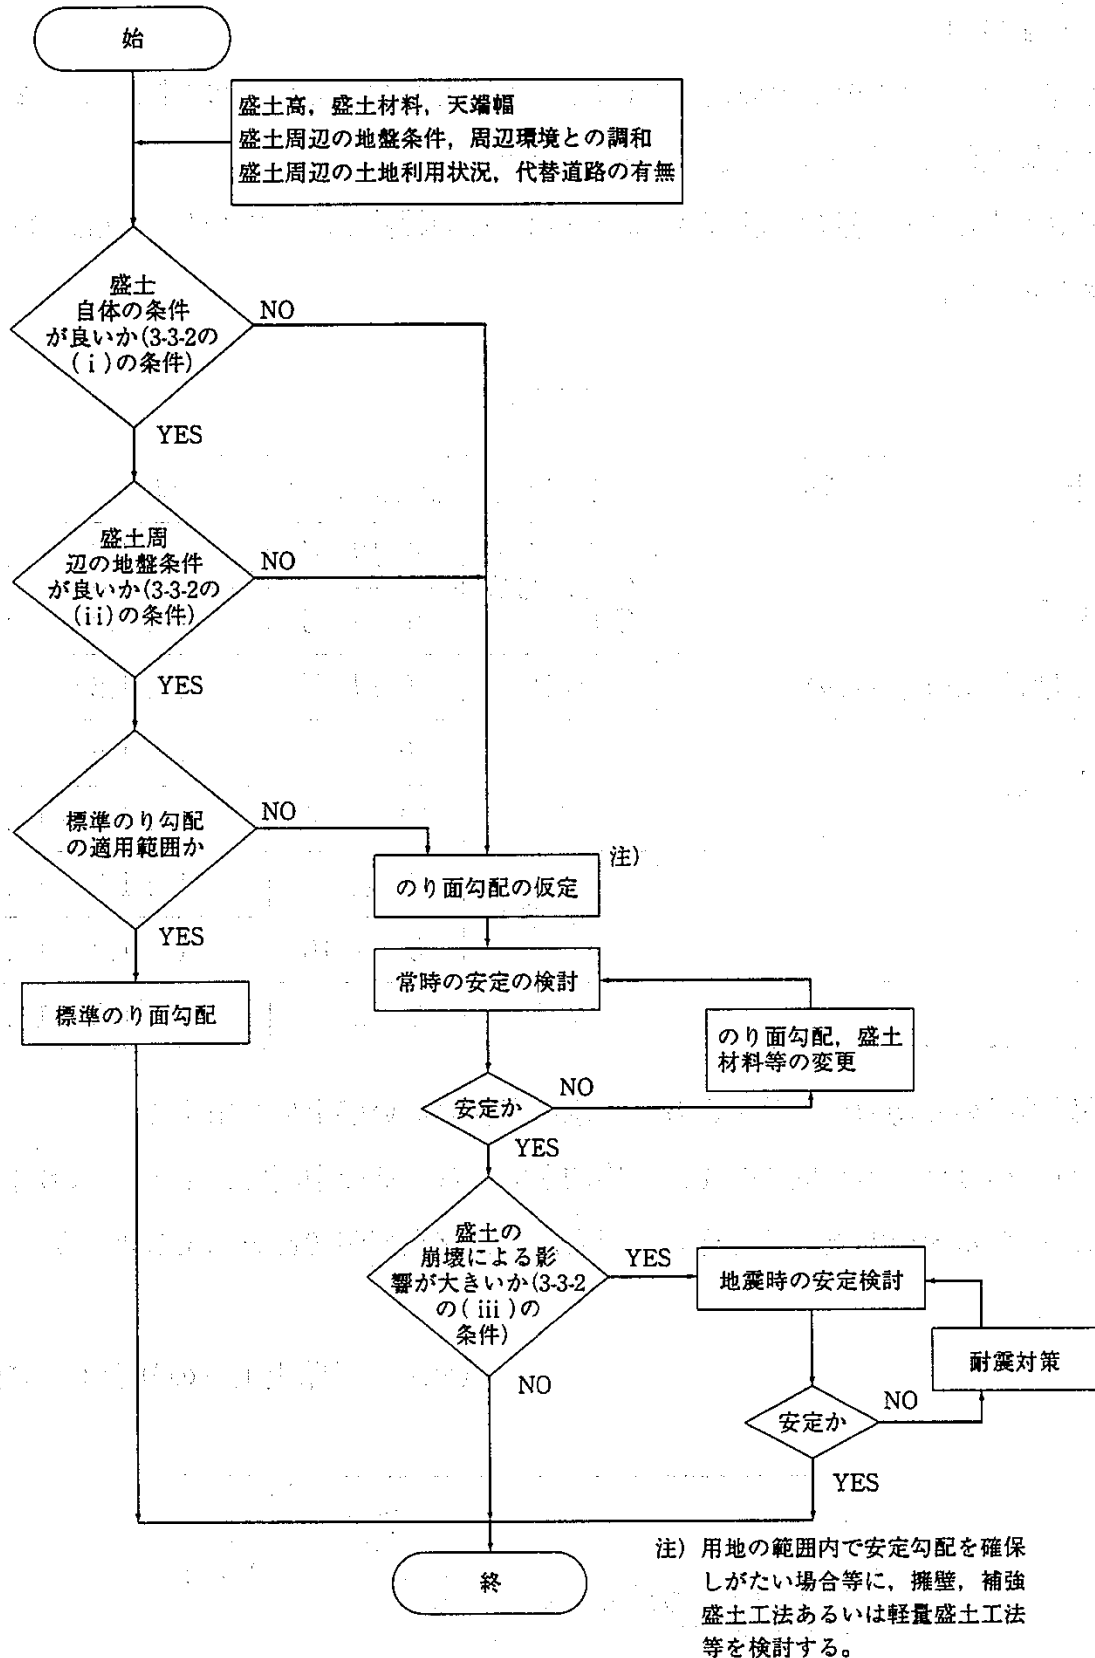 始
盛土高，盛土材料，天端幅
盛土周辺の地盤条件，周辺環境との調和
盛土周辺の土地利用状況，代替道路の有無
盛土
自体の条件
が良いか(3-3-2の
(ⅰ)の条件)
NO
YES
盛土周
辺の地盤条件
が良いか(3-3-2の
(ii)の条件)
NO
YES
標準のり勾配
の適用範囲か
NO
YES
標準のり面勾配
のり面勾配の仮定
注)
常時の安定の検討
のり面勾配，盛土
材料等の変更
安定か
NO
YES
盛土の
崩壊による影
響が大きいか(3-3-2
の(iii)の
条件)
YES
NO
地震時の安定検討
耐震対策
安定か
NO
YES
終
注) 用地の範囲内で安定勾配を確保
しがたい場合等に，擁壁，補強
盛土工法あるいは軽量盛土工法
等を検討する。